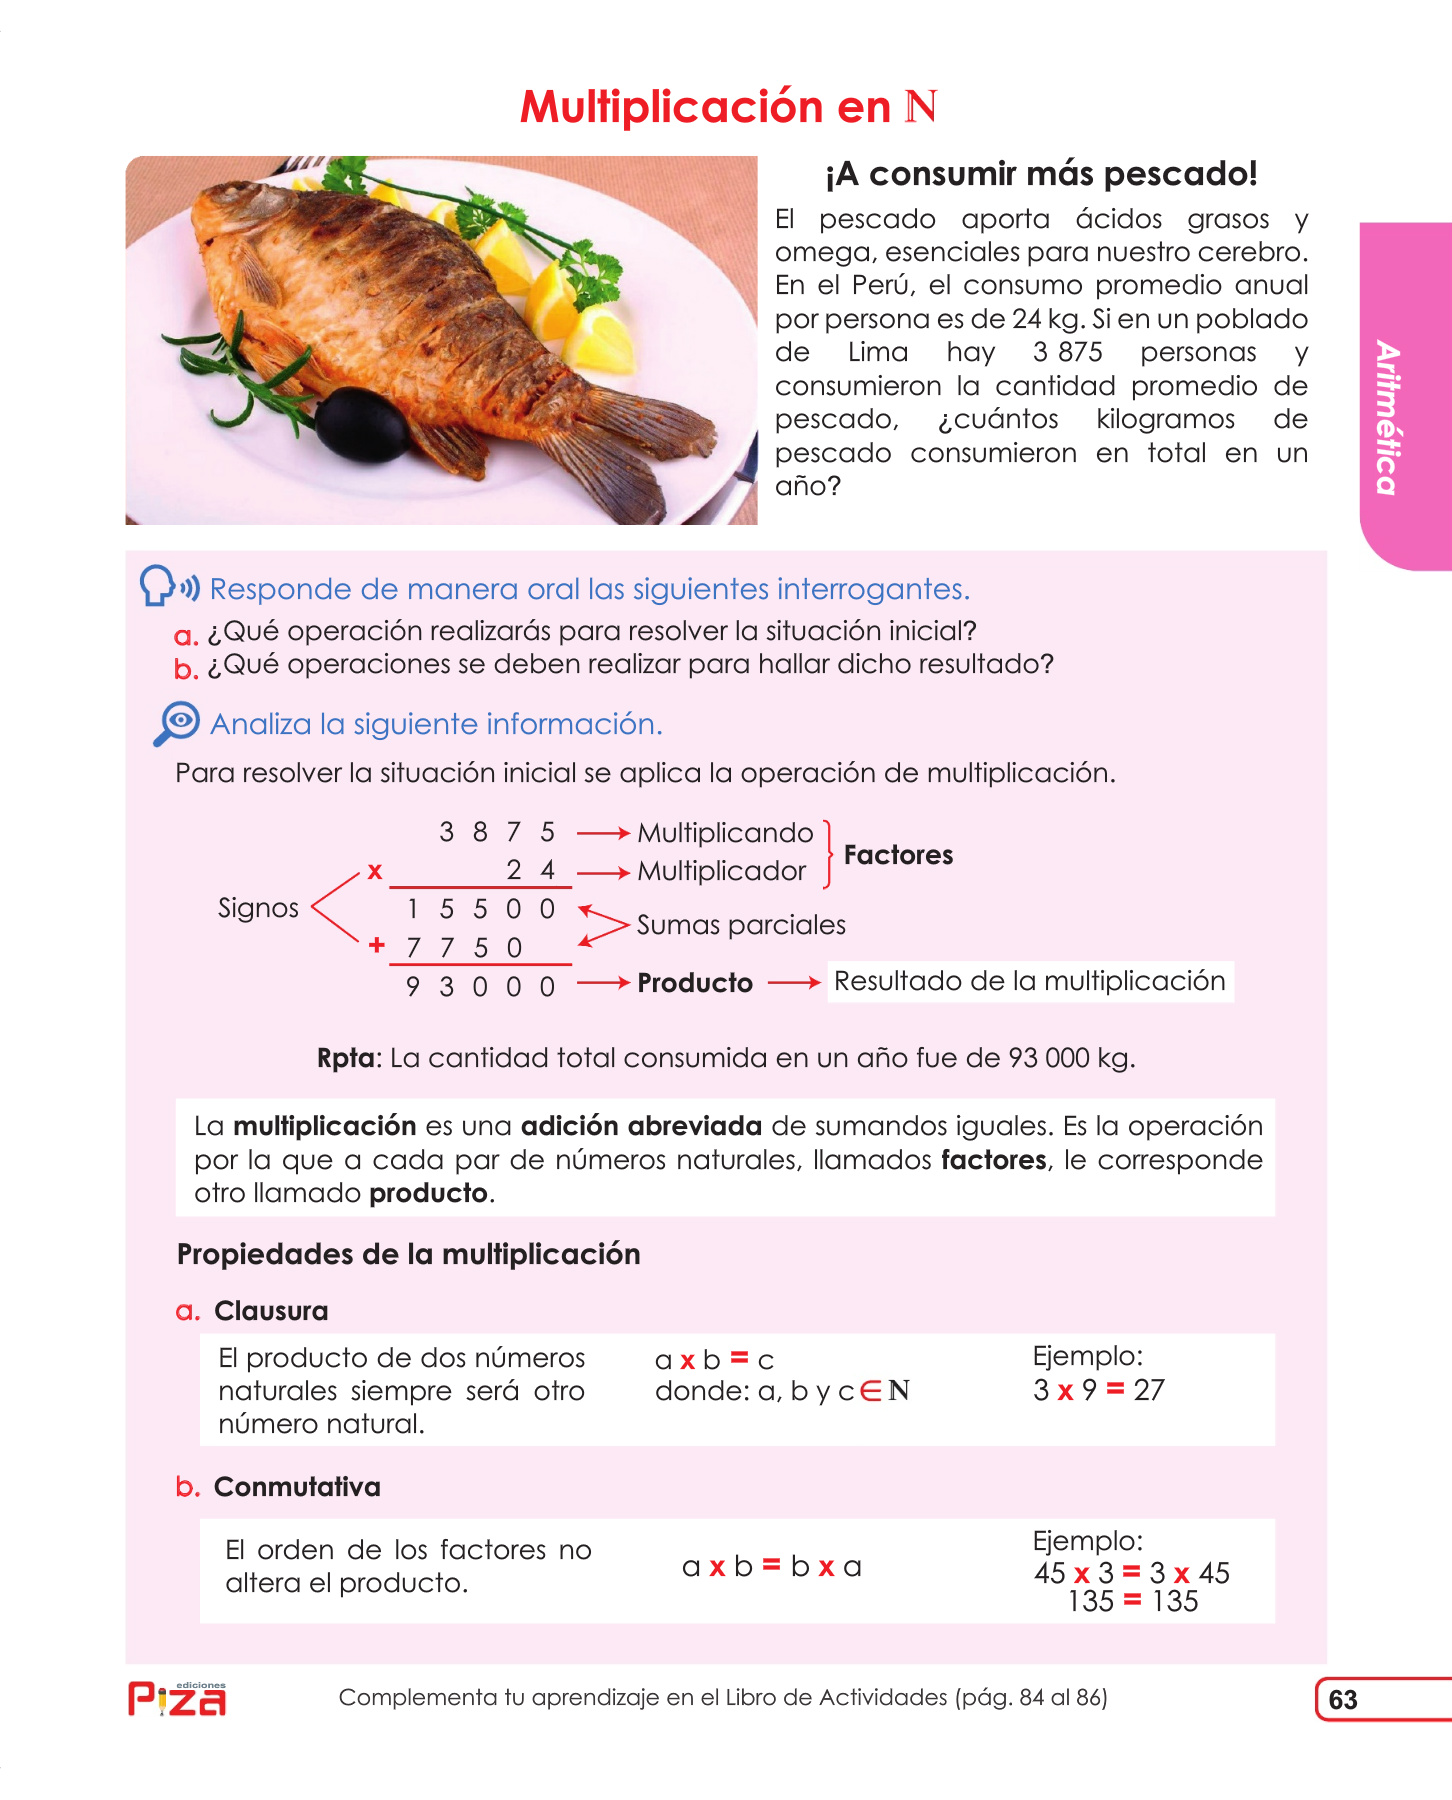 Multiplicación en N
¡A consumir más pescado!
El pescado aporta ácidos grasos y
omega, esenciales para nuestro cerebro.
En el Perú, el consumo promedio anual
por persona es de 24 kg. Si en un poblado
de Lima hay 3 875 personas y
consumieron la cantidad promedio de
pescado, ¿cuántos kilogramos de
pescado consumieron en total en un
año?
Aritmética
Responde de manera oral las siguientes interrogantes.
a. ¿Qué operación realizarás para resolver la situación inicial?
b. ¿Qué operaciones se deben realizar para hallar dicho resultado?
Analiza la siguiente información.
Para resolver la situación inicial se aplica la operación de multiplicación.
3 8 7 5 Multiplicando
x 2 4 Multiplicador
Factores
Signos
1 5 5 0 0
Sumas parciales
+ 7 7 5 0
9 3 0 0 0 Producto Resultado de la multiplicación
Rpta: La cantidad total consumida en un año fue de 93 000 kg.
La multiplicación es una adición abreviada de sumandos iguales. Es la operación
por la que a cada par de números naturales, llamados factores, le corresponde
otro llamado producto.
Propiedades de la multiplicación
a. Clausura
El producto de dos números
naturales siempre será otro
número natural.
a x b = c
donde: a, b y c ∈ N
Ejemplo:
3 x 9 = 27
b. Conmutativa
El orden de los factores no
altera el producto.
a x b = b x a
Ejemplo:
45 x 3 = 3 x 45
135 = 135
ediciones
Piza
Complementa tu aprendizaje en el Libro de Actividades (pág. 84 al 86)
63